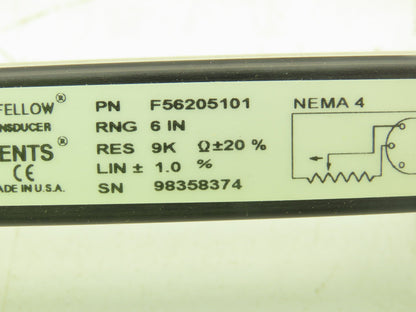 FELLOW®
NSDUCER
ENTS®
CE
MADE IN U.S.A.
PN F56205101
RNG 6 IN
RES 9K Ω±20 %
LIN ± 1.0 %
SN 98358374
NEMA 4